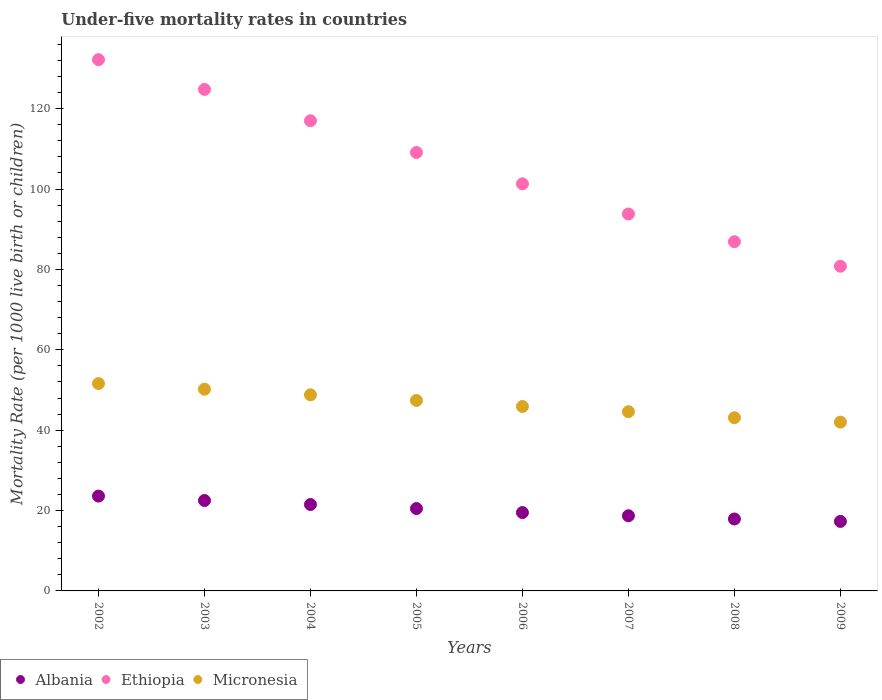 Under-five mortality rates in countries
Mortality Rate (per 1000 live birth or children)
120
100
80
60
40
20
0
2002
2003
2004
2005
2006
2007
2008
2009
Years
Albania
Ethiopia
Micronesia